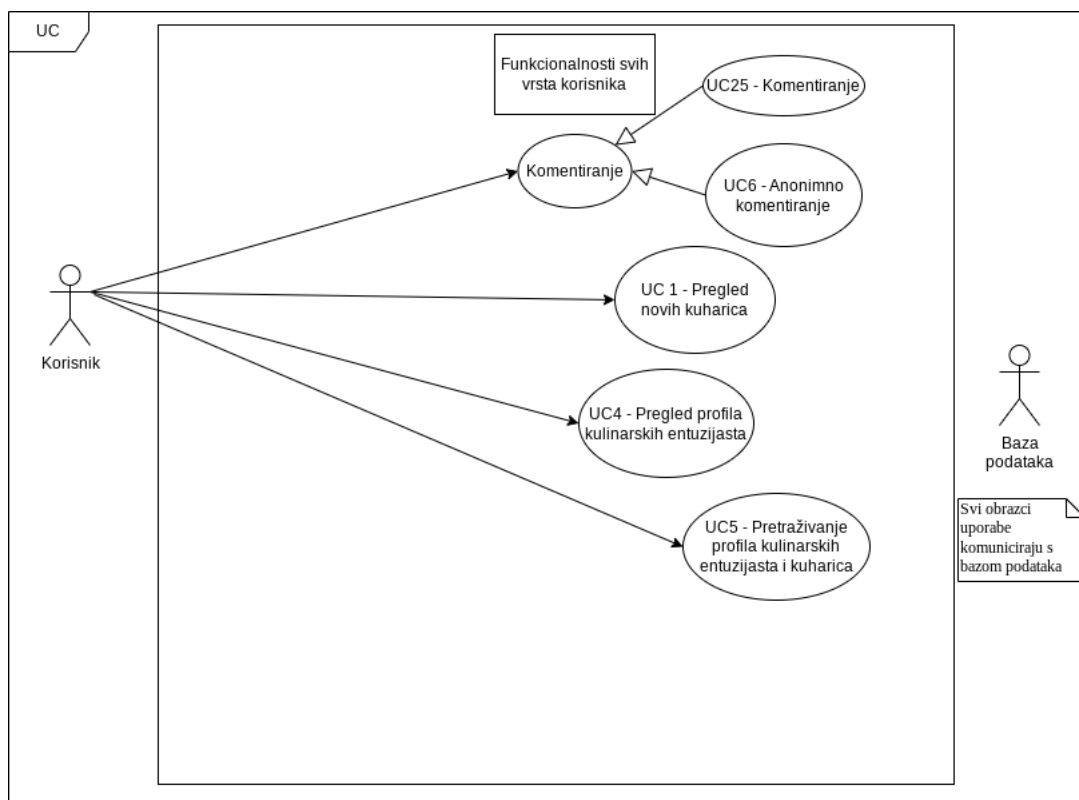 UC
Funkcionalnosti svih
vrsta korisnika
UC25 - Komentiranje
Komentiranje
UC6 - Anonimno
komentiranje
UC 1 - Pregled
novih kuharica
Korisnik
UC4 - Pregled profila
kulinarskih entuzijasta
Baza
podataka
UC5 - Pretraživanje
profila kulinarskih
entuzijasta i kuharica
Svi obrazci
uporabe
komuniciraju s
bazom podataka